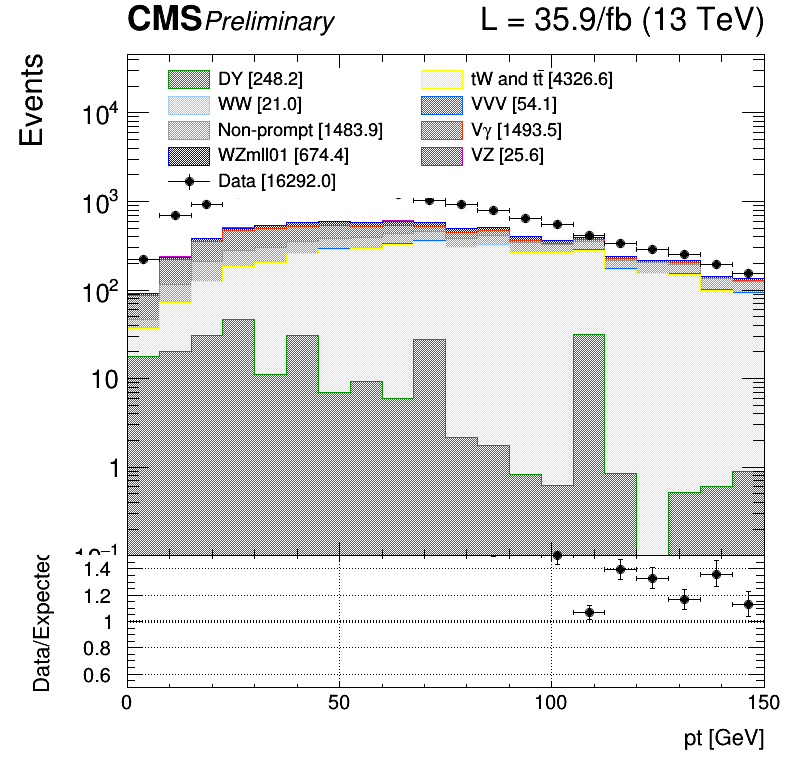 CMS Preliminary L = 35.9/fb (13 TeV)
Events
DY [248.2] tW and tt̄ [4326.6]
WW [21.0] VVV [54.1]
Non-prompt [1483.9] Vγ [1493.5]
WZmll01 [674.4] VZ [25.6]
Data [16292.0]
10⁴
10³
10²
10
1
10⁻¹
Data/Expected
1.4
1.2
1
0.8
0.6
0 50 100 150
pt [GeV]